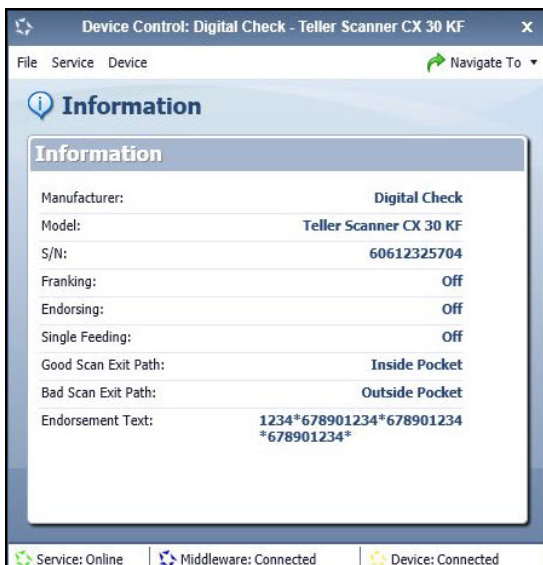 Device Control: Digital Check - Teller Scanner CX 30 KF x
File Service Device Navigate To
Information
Information
Manufacturer: Digital Check
Model: Teller Scanner CX 30 KF
S/N: 60612325704
Franking: Off
Endorsing: Off
Single Feeding: Off
Good Scan Exit Path: Inside Pocket
Bad Scan Exit Path: Outside Pocket
Endorsement Text: 1234*678901234*678901234
*678901234*
Service: Online Middleware: Connected Device: Connected